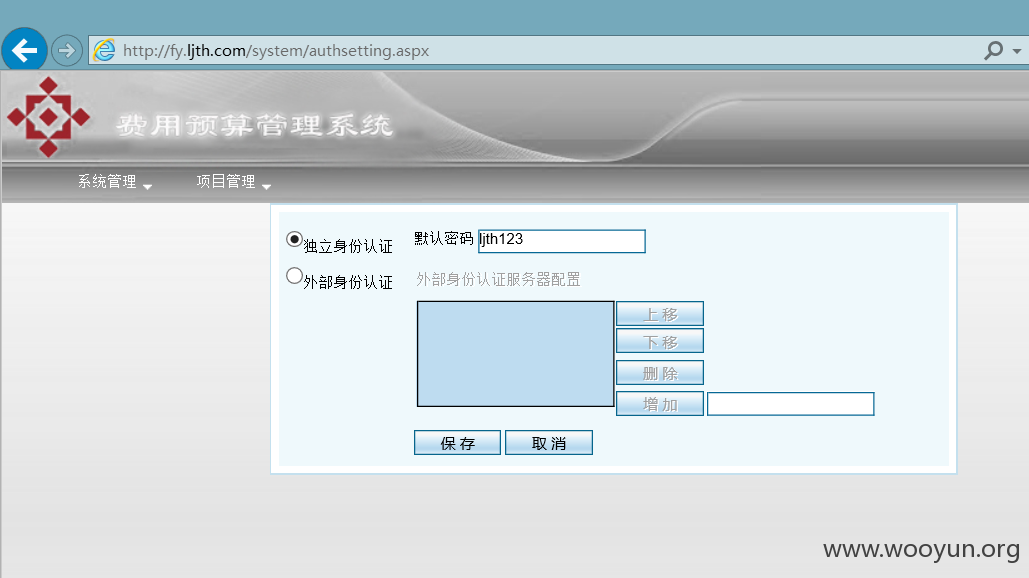 http://fy.ljth.com/system/authsetting.aspx
费用预算管理系统
系统管理 项目管理
独立身份认证 默认密码 ljth123
外部身份认证 外部身份认证服务器配置
上移
下移
删除
增加
保存 取消
www.wooyun.org